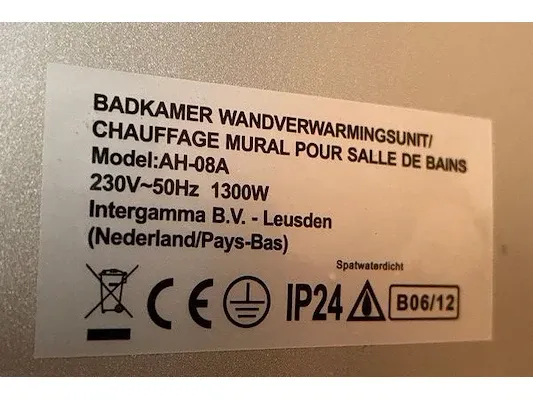 BADKAMER WANDVERWARMINGSUNIT/
CHAUFFAGE MURAL POUR SALLE DE BAINS
Model:AH-08A
230V~50Hz 1300W
Intergamma B.V. - Leusden
(Nederland/Pays-Bas)
Spatwaterdicht
CE IP24 B06/12